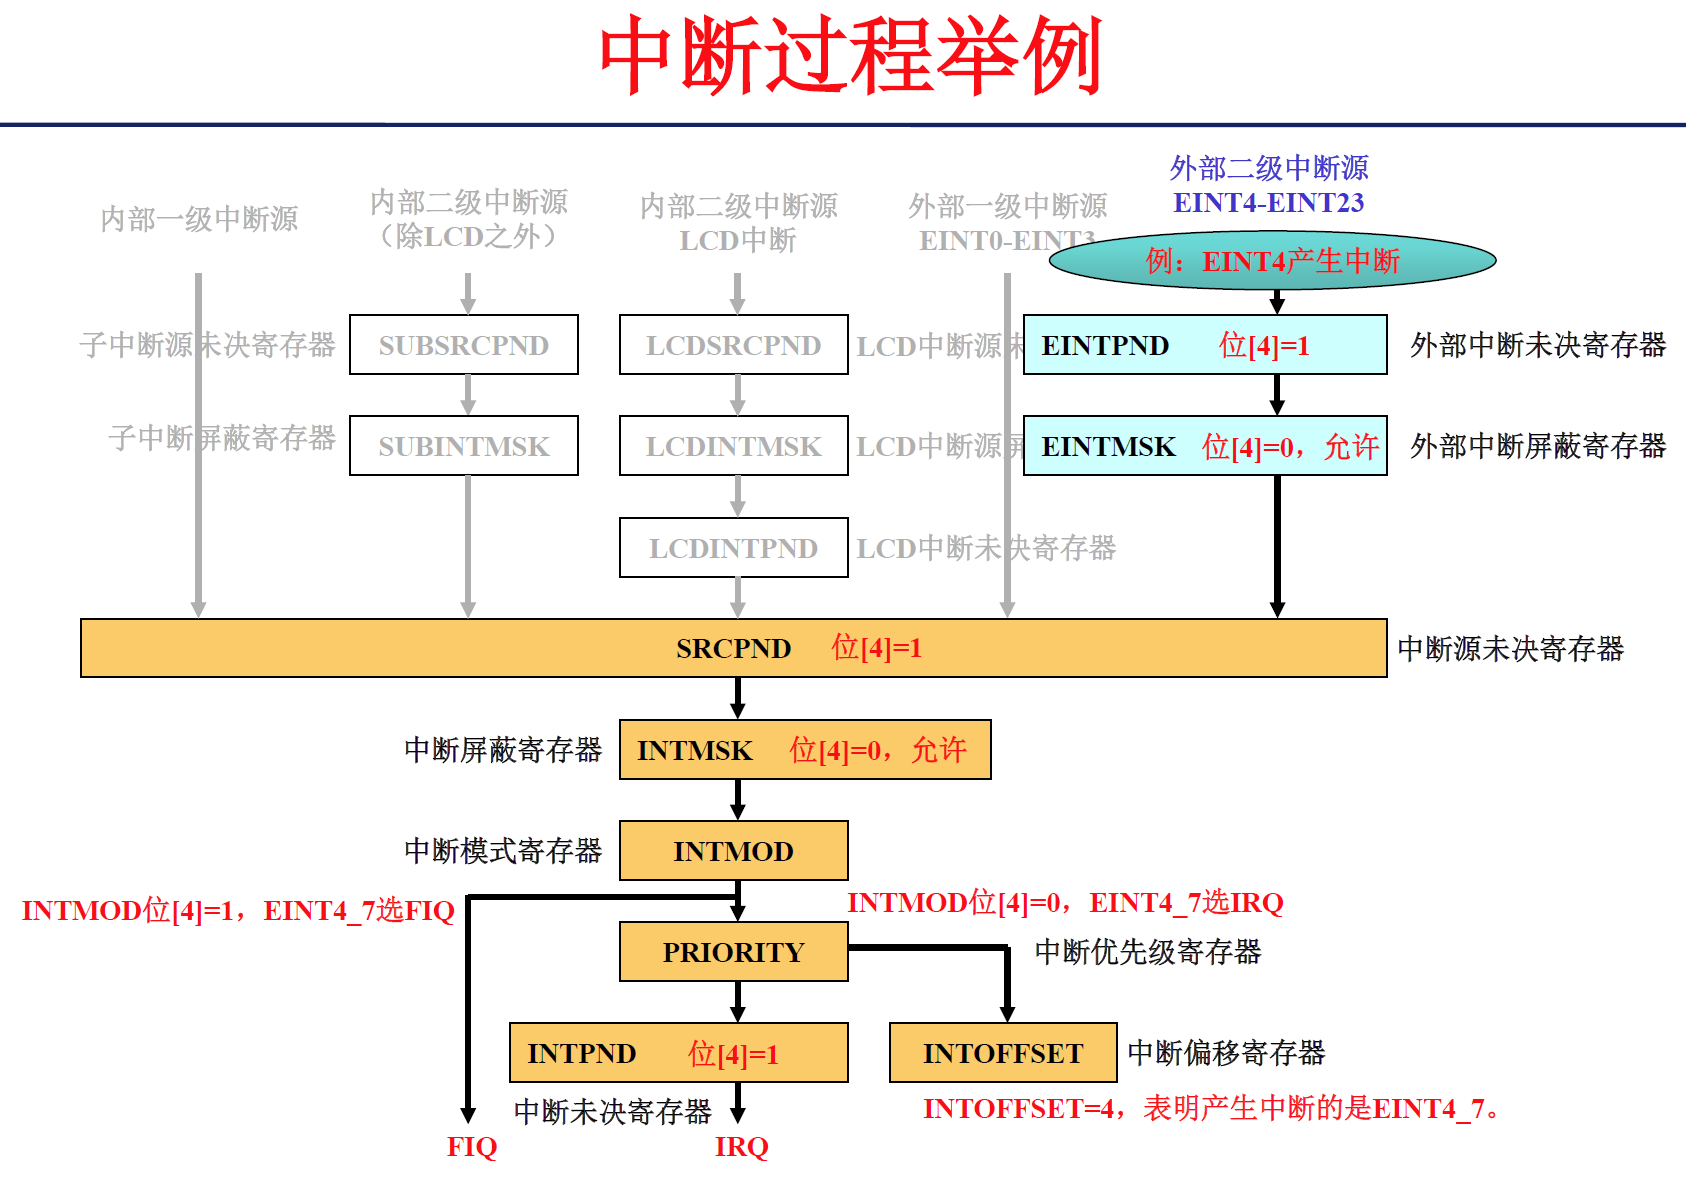 中断过程举例
内部一级中断源
内部二级中断源
（除LCD之外）
内部二级中断源
LCD中断
外部一级中断源
EINT0-EINT3
外部二级中断源
EINT4-EINT23
例：EINT4产生中断
子中断源未决寄存器
SUBSRCPND
LCDSRCPND
LCD中断源未
EINTPND 位[4]=1
外部中断未决寄存器
子中断屏蔽寄存器
SUBINTMSK
LCDINTMSK
LCD中断源屏
EINTMSK 位[4]=0，允许
外部中断屏蔽寄存器
LCDINTPND
LCD中断未决寄存器
SRCPND 位[4]=1
中断源未决寄存器
中断屏蔽寄存器
INTMSK 位[4]=0，允许
中断模式寄存器
INTMOD
INTMOD位[4]=1，EINT4_7选FIQ
INTMOD位[4]=0，EINT4_7选IRQ
PRIORITY
中断优先级寄存器
INTPND 位[4]=1
INTOFFSET
中断偏移寄存器
中断未决寄存器
INTOFFSET=4，表明产生中断的是EINT4_7。
FIQ
IRQ